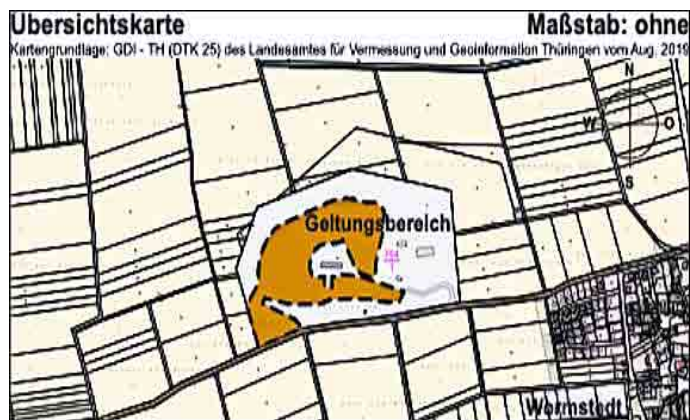 Übersichtskarte
Maßstab: ohne
Kartengrundlage: GDI - TH (DTK 25) des Landesamtes für Vermessung und Geoinformation Thüringen vom Aug. 2019
N
W
O
S
Geltungsbereich
Wormstedt